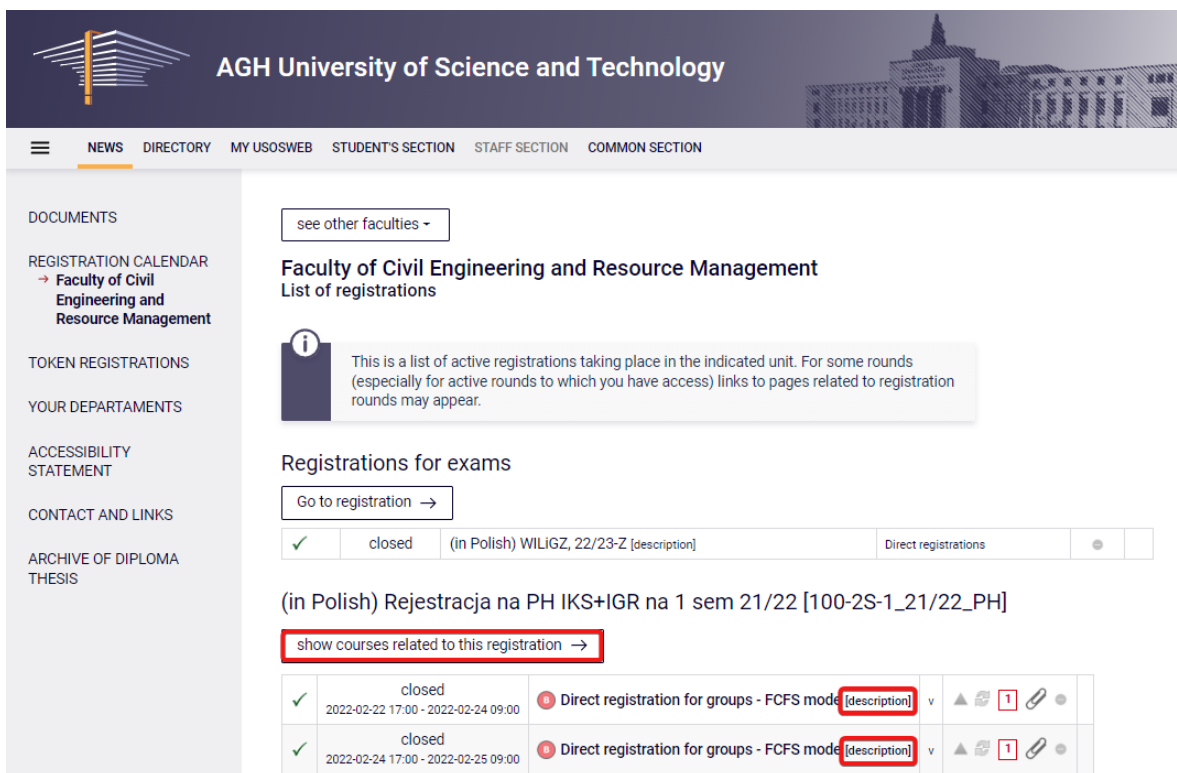 AGH University of Science and Technology
NEWS DIRECTORY MY USOSWEB STUDENT'S SECTION STAFF SECTION COMMON SECTION
DOCUMENTS
REGISTRATION CALENDAR
→ Faculty of Civil
Engineering and
Resource Management
TOKEN REGISTRATIONS
YOUR DEPARTAMENTS
ACCESSIBILITY
STATEMENT
CONTACT AND LINKS
ARCHIVE OF DIPLOMA
THESIS
see other faculties
Faculty of Civil Engineering and Resource Management
List of registrations
i
This is a list of active registrations taking place in the indicated unit. For some rounds
(especially for active rounds to which you have access) links to pages related to registration
rounds may appear.
Registrations for exams
Go to registration →
closed (in Polish) WILiGZ, 22/23-Z [description] Direct registrations
(in Polish) Rejestracja na PH IKS+IGR na 1 sem 21/22 [100-2S-1_21/22_PH]
show courses related to this registration →
closed
2022-02-22 17:00 - 2022-02-24 09:00
B Direct registration for groups - FCFS mode [description] v 1
closed
2022-02-24 17:00 - 2022-02-25 09:00
B Direct registration for groups - FCFS mode [description] v 1